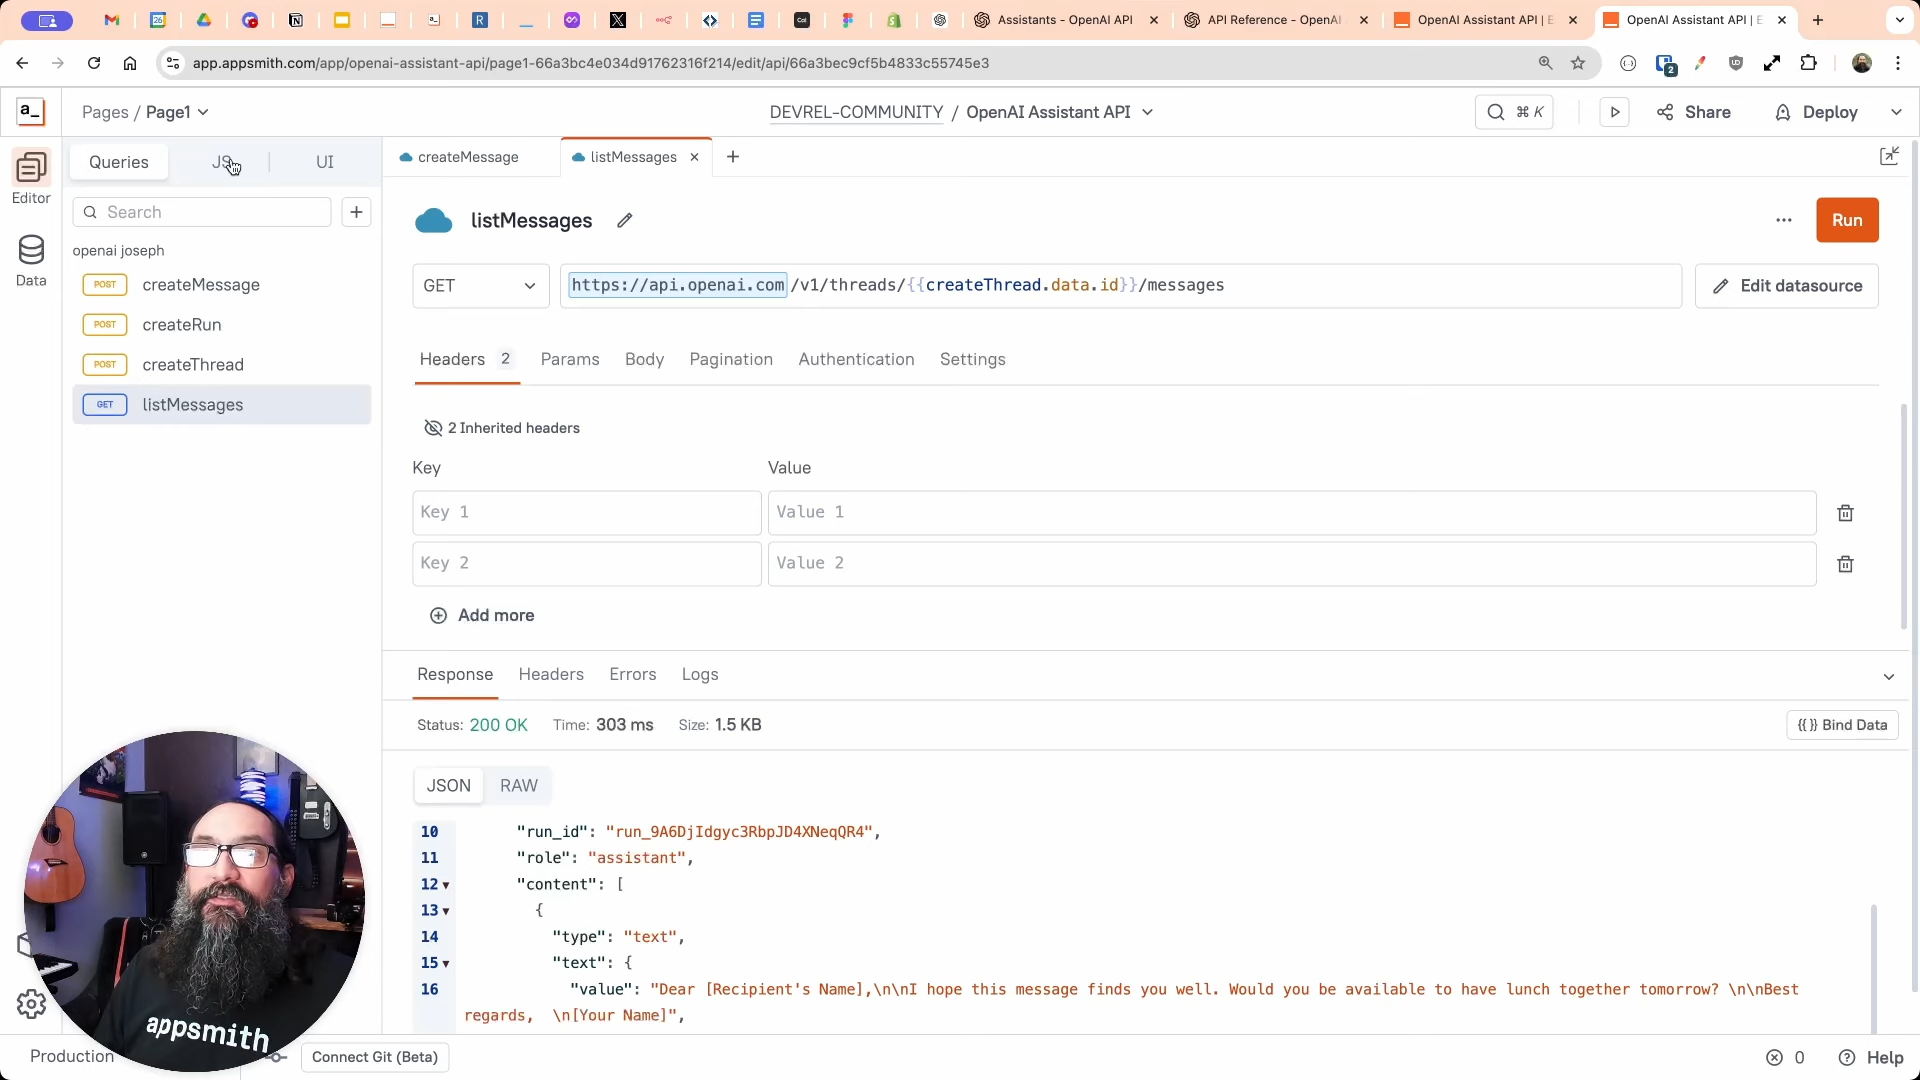 Assistants - OpenAI API
API Reference - OpenAI
OpenAI Assistant API | E
OpenAI Assistant API | E
app.appsmith.com/app/openai-assistant-api/page1-66a3bc4e034d91762316f214/edit/api/66a3bec9cf5b4833c55745e3
2
a_
Pages / Page1
DEVREL-COMMUNITY / OpenAI Assistant API
⌘ K
Share
Deploy
Editor
Data
Queries
JS
UI
Search
openai joseph
POST createMessage
POST createRun
POST createThread
GET listMessages
createMessage
listMessages
listMessages
Run
GET
https://api.openai.com/v1/threads/{{createThread.data.id}}/messages
Edit datasource
Headers 2 Params Body Pagination Authentication Settings
2 Inherited headers
Key Value
Key 1 Value 1
Key 2 Value 2
Add more
Response Headers Errors Logs
Status: 200 OK Time: 303 ms Size: 1.5 KB
{{ }} Bind Data
JSON RAW
10 "run_id": "run_9A6DjIdgyc3RbpJD4XNeqQR4",
11 "role": "assistant",
12 "content": [
13 {
14 "type": "text",
15 "text": {
16 "value": "Dear [Recipient's Name],\n\nI hope this message finds you well. Would you be available to have lunch together tomorrow? \n\nBest
regards,  \n[Your Name]",
appsmith
Production
Connect Git (Beta)
0
Help